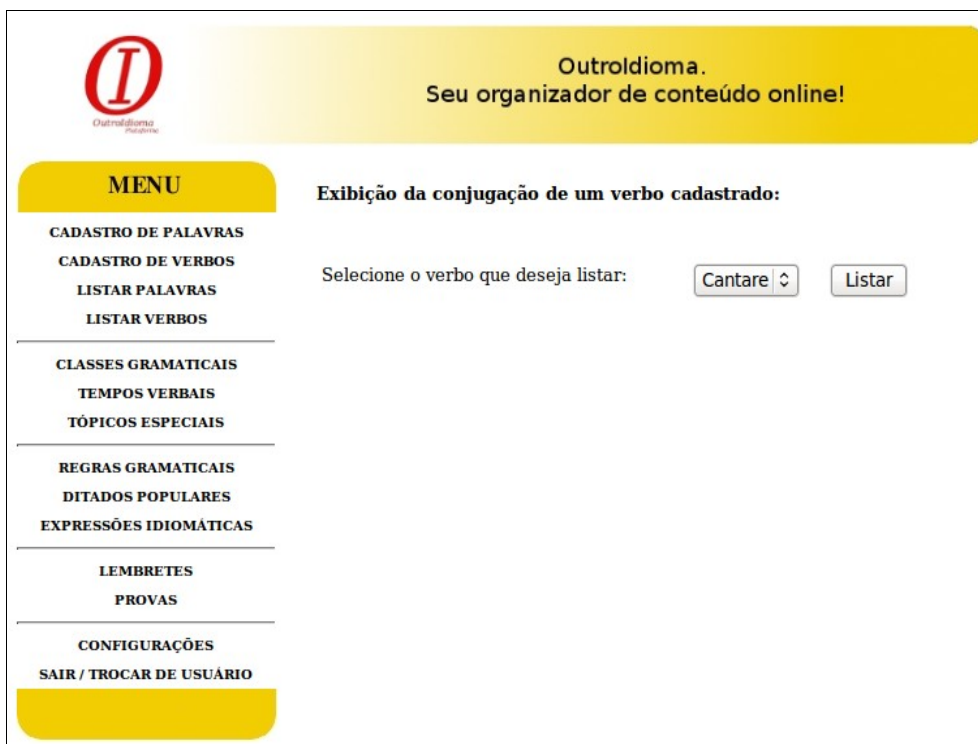 OI
OutroIdioma
Plataforma
OutroIdioma.
Seu organizador de conteúdo online!
MENU
CADASTRO DE PALAVRAS
CADASTRO DE VERBOS
LISTAR PALAVRAS
LISTAR VERBOS
CLASSES GRAMATICAIS
TEMPOS VERBAIS
TÓPICOS ESPECIAIS
REGRAS GRAMATICAIS
DITADOS POPULARES
EXPRESSÕES IDIOMÁTICAS
LEMBRETES
PROVAS
CONFIGURAÇÕES
SAIR / TROCAR DE USUÁRIO
Exibição da conjugação de um verbo cadastrado:
Selecione o verbo que deseja listar: Cantare Listar